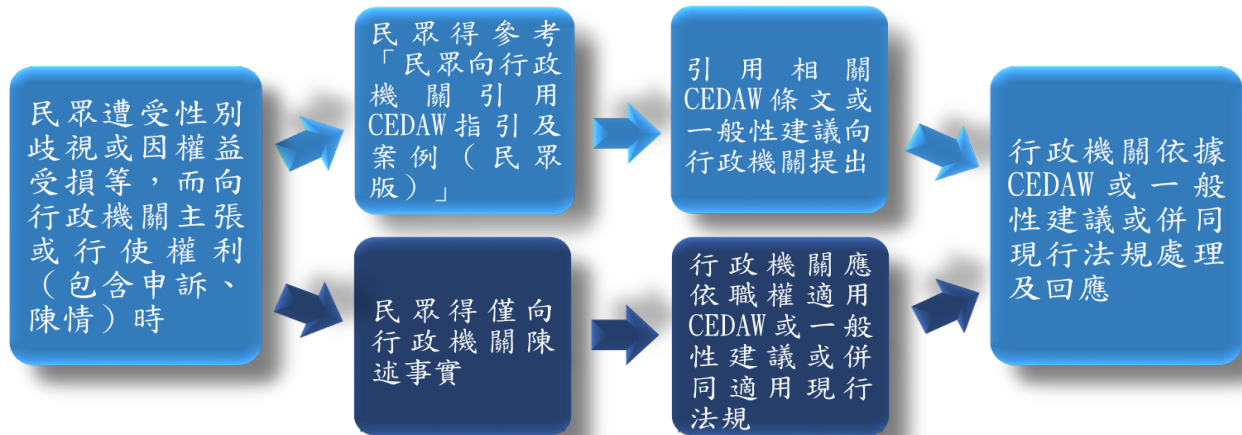 民眾遭受性別
歧視或因權益
受損等，而向
行政機關主張
或行使權利
（包含申訴、
陳情）時
民眾得參考
「民眾向行政
機關引用
CEDAW指引及
案例（民眾
版）」
引用相關
CEDAW條文或
一般性建議向
行政機關提出
民眾得僅向
行政機關陳
述事實
行政機關應
依職權適用
CEDAW或一般
性建議或併
同適用現行
法規
行政機關依據
CEDAW或一般
性建議或併同
現行法規處理
及回應